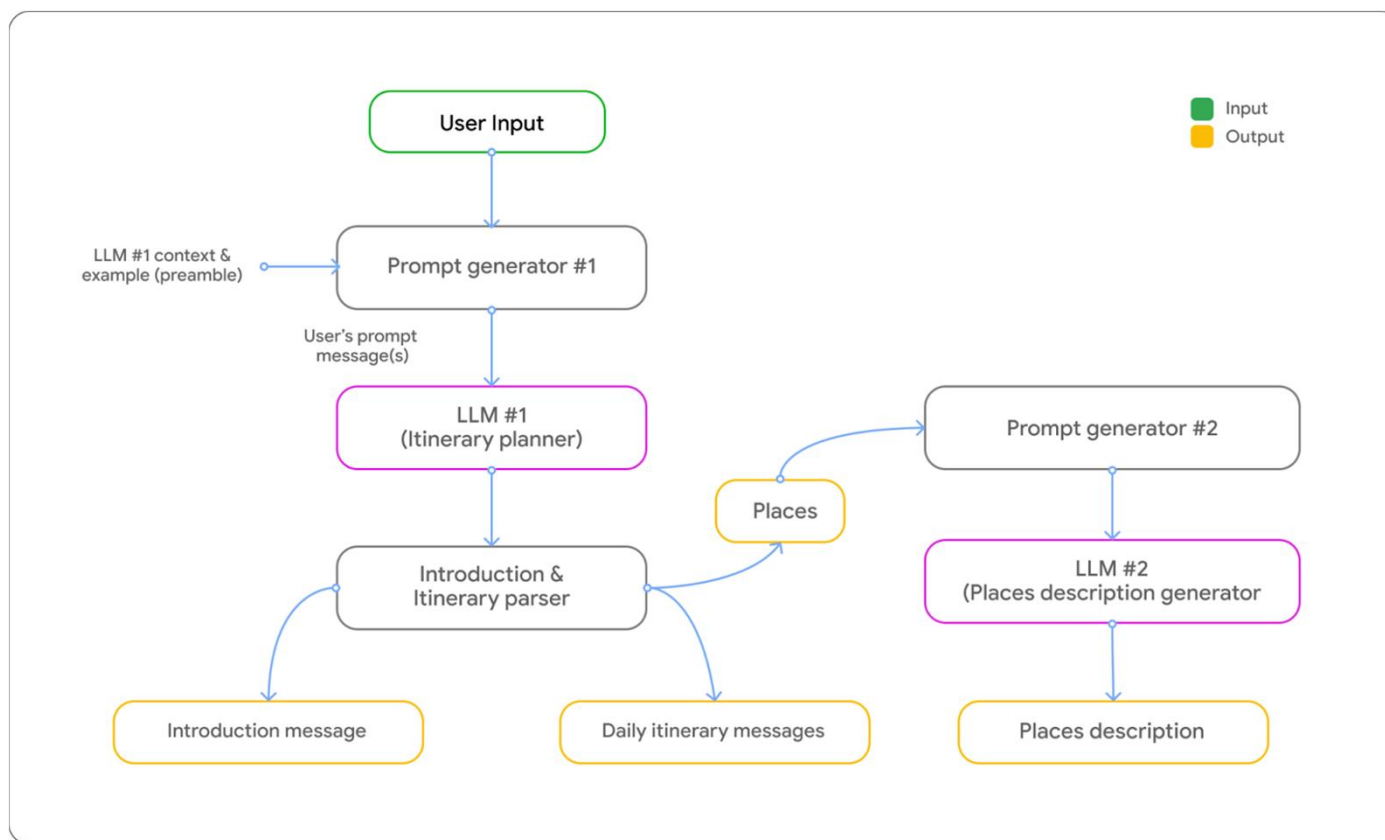 User Input
Input
Output
LLM #1 context &
example (preamble)
Prompt generator #1
User’s prompt
message(s)
LLM #1
(Itinerary planner)
Prompt generator #2
Places
Introduction &
Itinerary parser
LLM #2
(Places description generator
Introduction message
Daily itinerary messages
Places description